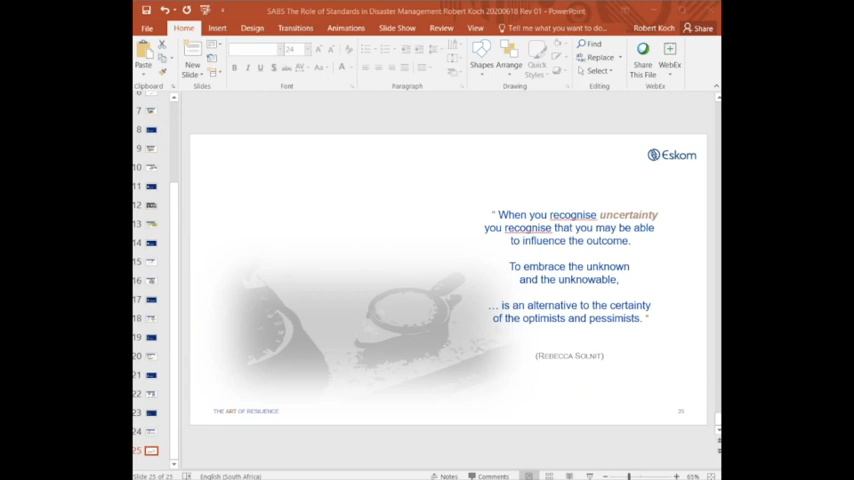 SABS The Role of Standards in Disaster Management Robert Koch 20200618 Rev 01 - PowerPoint
File Home Insert Design Transitions Animations Slide Show Review View Tell me what you want to do... Robert Koch Share
Paste
New Slide
24
Shapes Arrange Quick Styles
Find
Replace
Select
Share This File
WebEx
Clipboard Slides Font Paragraph Drawing Editing WebEx
7
8
9
10
11
12
13
14
15
16
17
18
19
20
21
22
23
24
25
Eskom
" When you recognise uncertainty
you recognise that you may be able
to influence the outcome.
To embrace the unknown
and the unknowable,
... is an alternative to the certainty
of the optimists and pessimists. "
(REBECCA SOLNIT)
THE ART OF RESILIENCE
25
Slide 25 of 25 English (South Africa) Notes Comments 65%